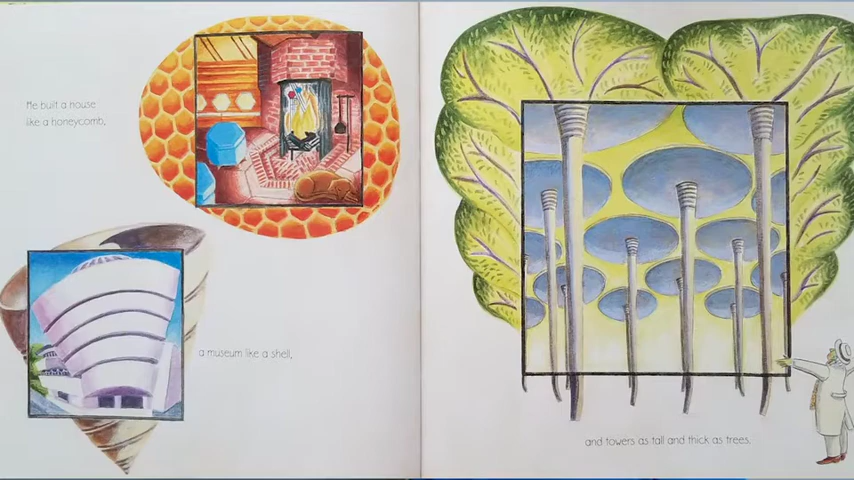 He built a house
like a honeycomb,
a museum like a shell,
and towers as tall and thick as trees.